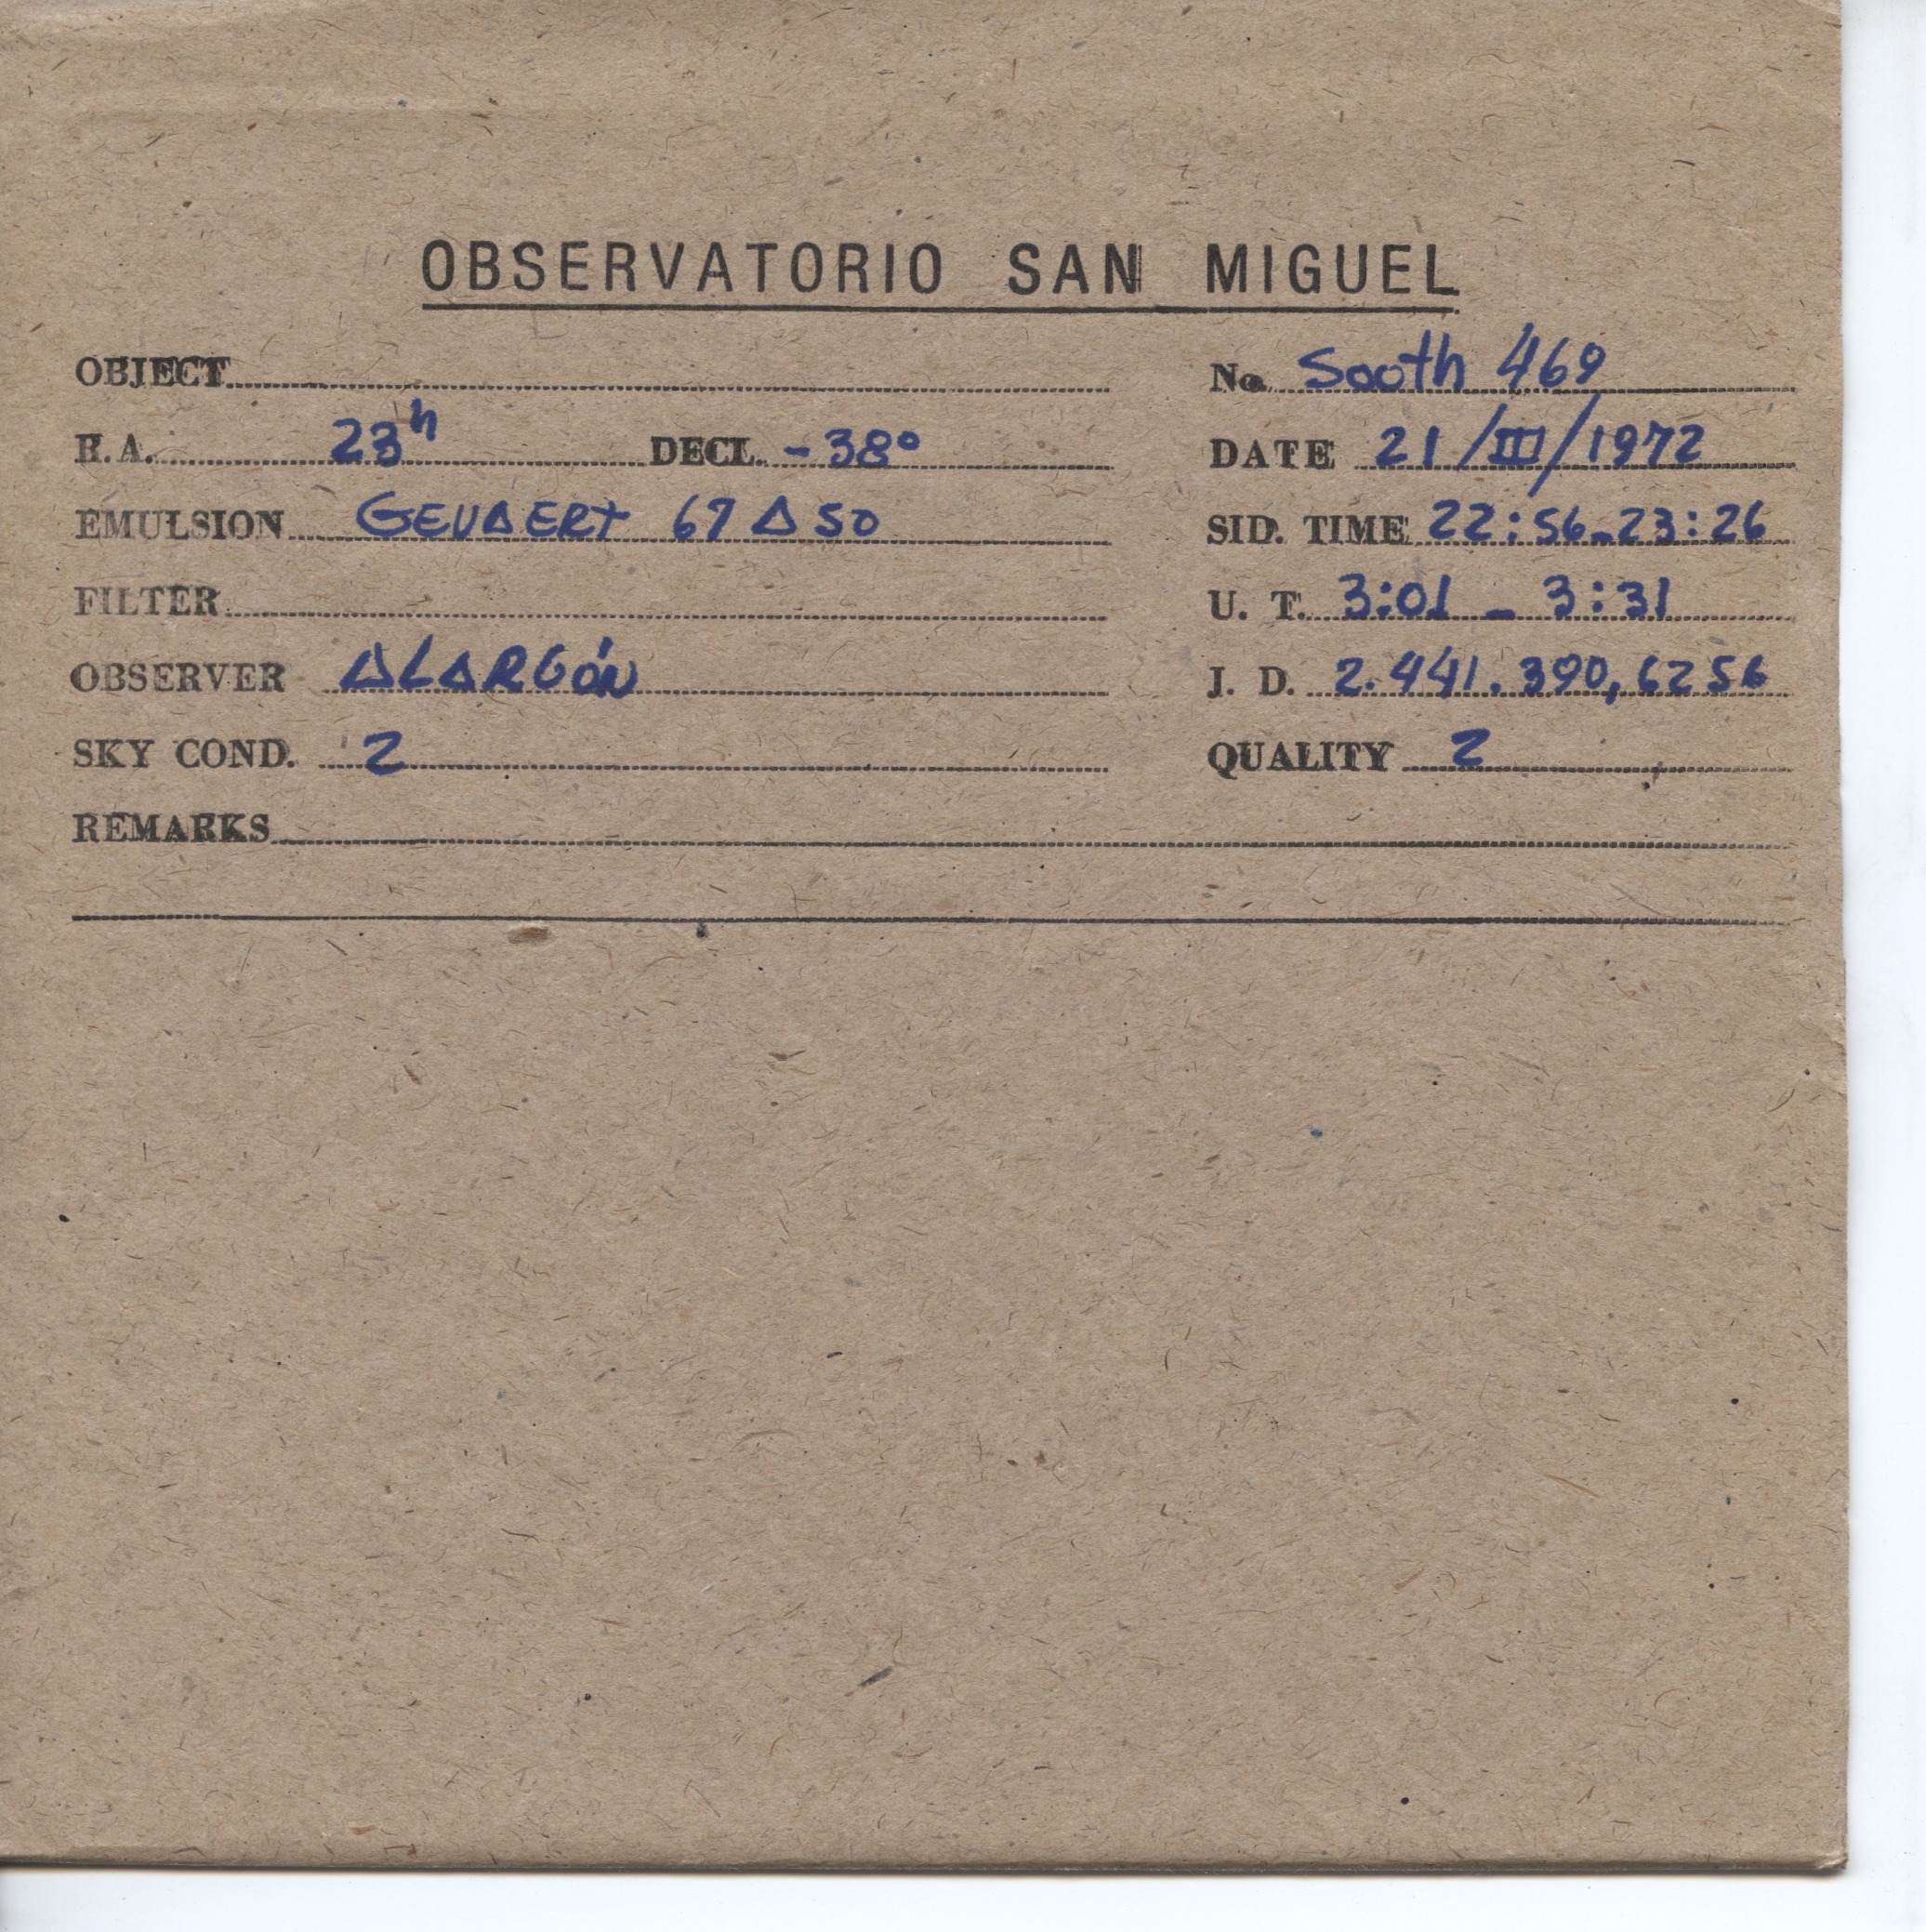 OBSERVATORIO SAN MIGUEL
OBJECT No. Sooth 469
R.A. 23h DECL. -38° DATE 21/III/1972
EMULSION GEVAERT 67A50 SID. TIME 22:56-23:26
FILTER U. T. 3:01 - 3:31
OBSERVER ALARGÓN J. D. 2.441.390,6256
SKY COND. 2 QUALITY 2
REMARKS